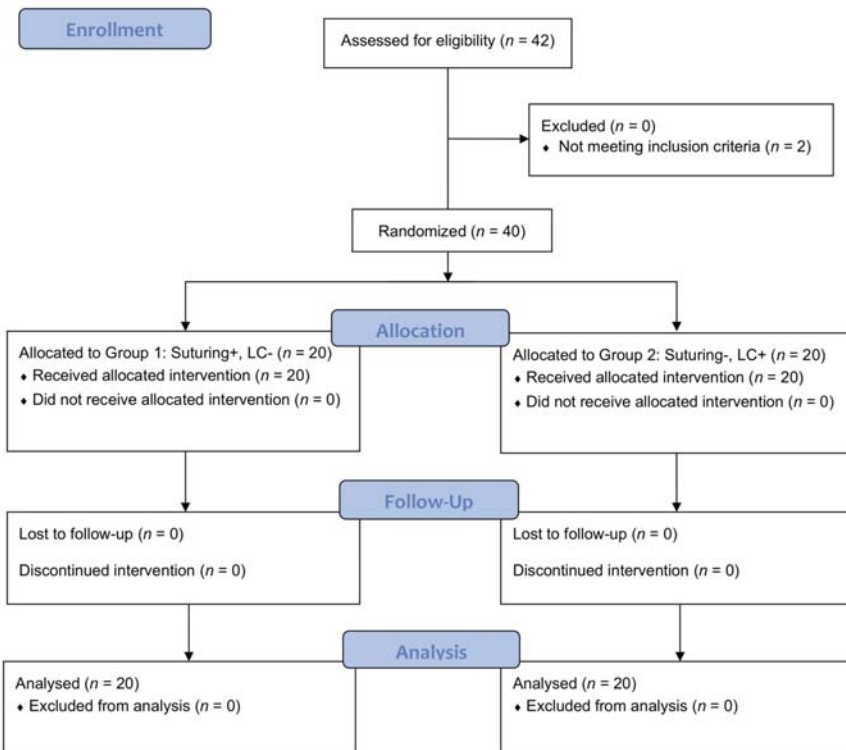 Enrollment
Assessed for eligibility (n = 42)
Excluded (n = 0)
♦ Not meeting inclusion criteria (n = 2)
Randomized (n = 40)
Allocation
Allocated to Group 1: Suturing+, LC- (n = 20)
♦ Received allocated intervention (n = 20)
♦ Did not receive allocated intervention (n = 0)
Allocated to Group 2: Suturing-, LC+ (n = 20)
♦ Received allocated intervention (n = 20)
♦ Did not receive allocated intervention (n = 0)
Follow-Up
Lost to follow-up (n = 0)
Discontinued intervention (n = 0)
Lost to follow-up (n = 0)
Discontinued intervention (n = 0)
Analysis
Analysed (n = 20)
♦ Excluded from analysis (n = 0)
Analysed (n = 20)
♦ Excluded from analysis (n = 0)